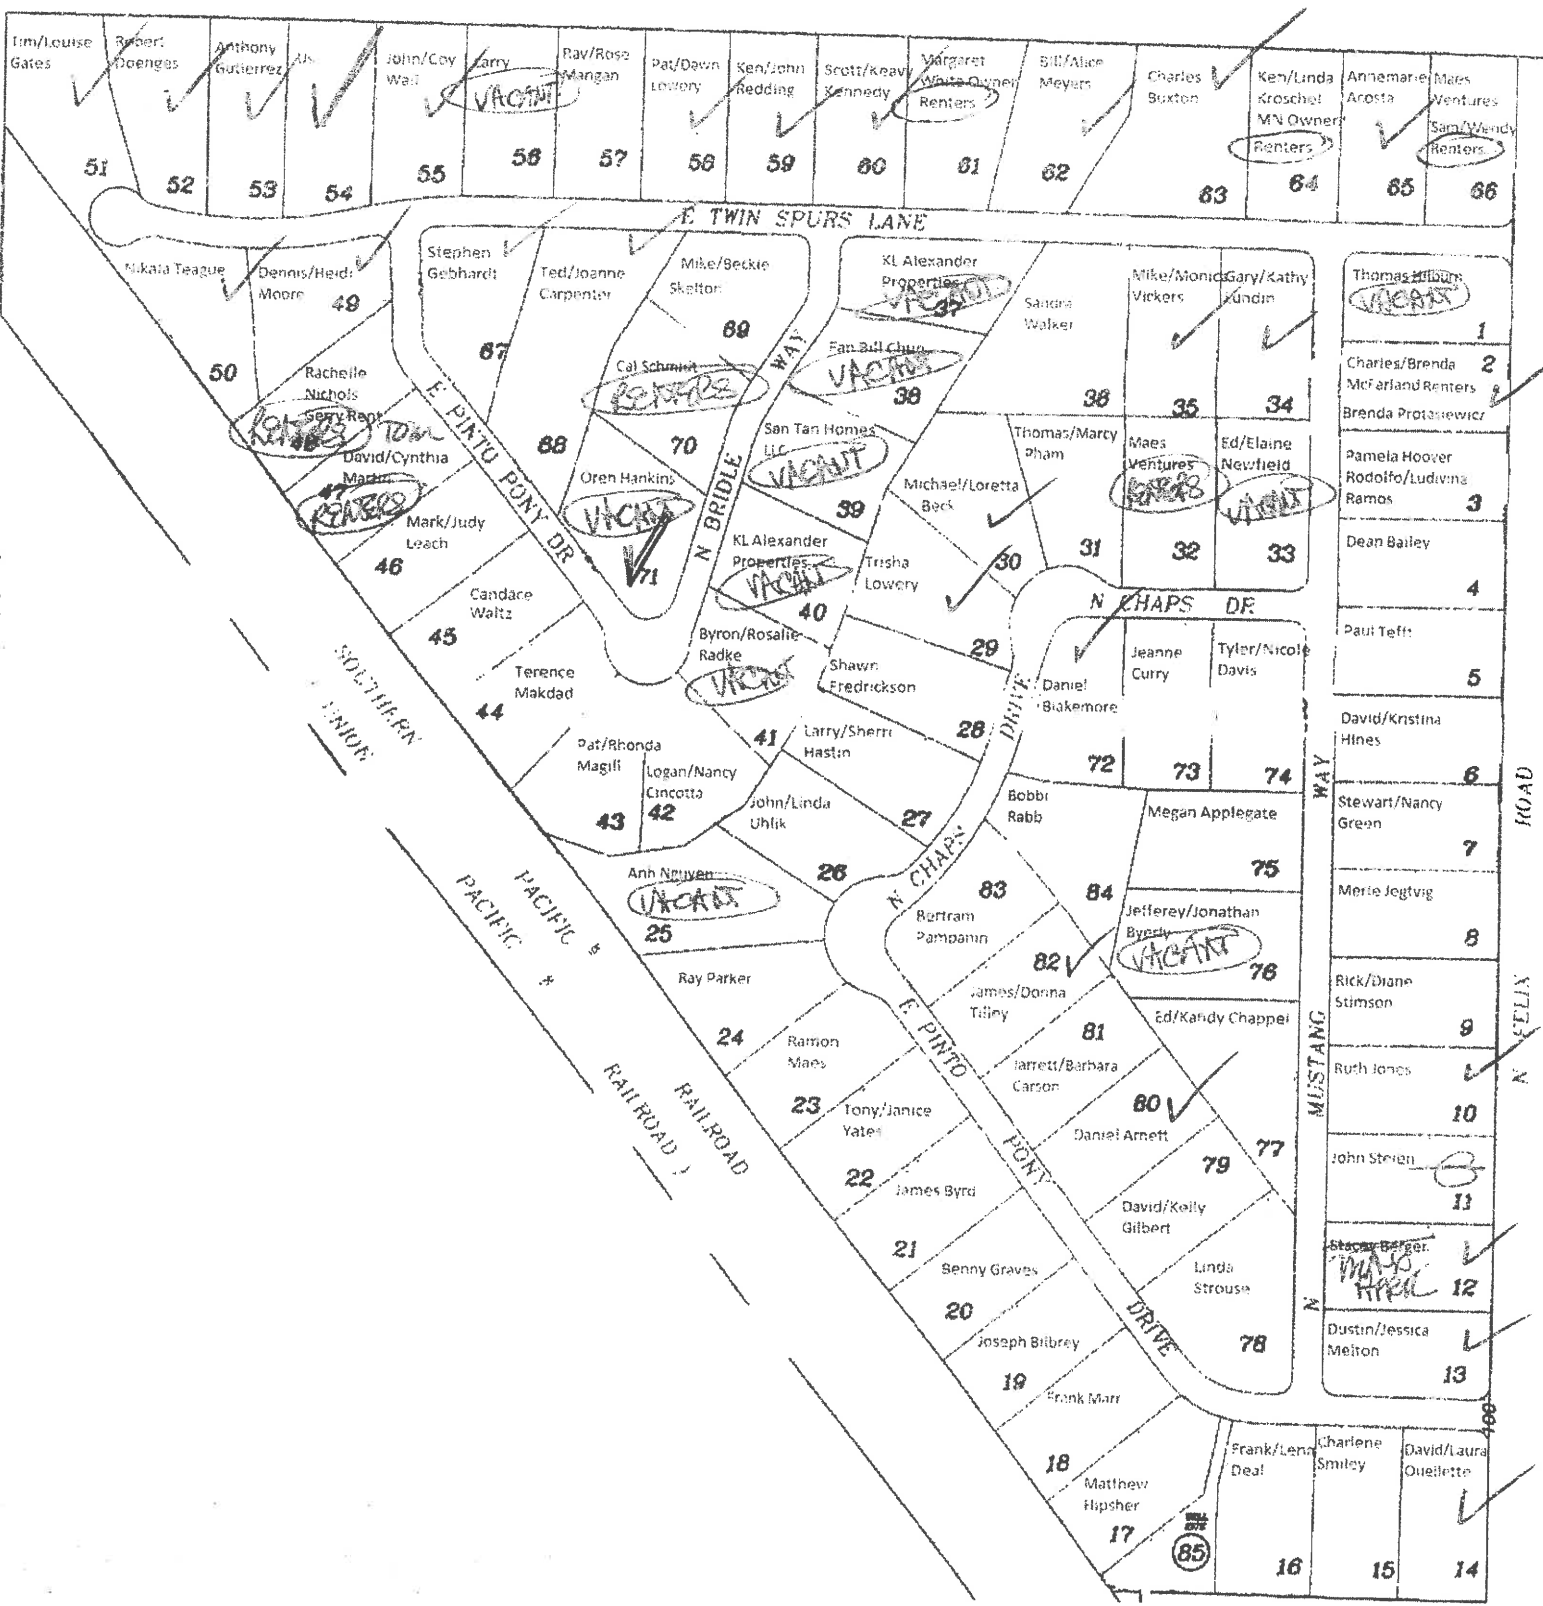 Tim/Louise
Gates
51
Robert
Doenges
52
Anthony
Gutierrez
53
Us
54
John/Coy
Wall
55
Larry
VACANT
56
Ray/Rose
Mangan
57
Pat/Dawn
Lowery
58
Ken/John
Redding
59
Scott/Keavy
Kennedy
60
Margaret
White Owner
Renters
61
Bill/Alice
Meyers
62
Charles
Buxton
63
Ken/Linda
Kroschel
MN Owner
Renters
64
Annemarie
Acosta
65
Maes
Ventures
Sam/Wendy
Renters
66
E TWIN SPURS LANE
Nikala Teague
50
Dennis/Heidi
Moore
49
Stephen
Gebhardt
67
Ted/Joanne
Carpenter
68
Mike/Beckie
Skelton
69
KL Alexander
Properties
VACANT
37
Sandra
Walker
36
Mike/Monica
Vickers
35
Gary/Kathy
Lundin
34
Thomas Hilburn
VACANT
1
2
Charles/Brenda
McFarland Renters
Brenda Protasiewicz
Rachelle
Nichols
Gerry Rent
RENTERS TOM
48
Cal Schmidt
RENTERS
70
Fan Bill Chun
VACANT
38
WAY
E PINTO PONY DR
N BRIDLE
David/Cynthia
Martin
47
RENTERS
Oren Hankins
VACANT
71
San Tan Homes
LLC
VACANT
39
Michael/Loretta
Beck
30
Thomas/Marcy
Pham
31
Maes
Ventures
RENTERS
32
Ed/Elaine
Newfield
VACANT
33
Pamela Hoover
Rodolfo/Ludivina
Ramos
3
Mark/Judy
Leach
46
KL Alexander
Properties
VACANT
40
Trisha
Lowery
29
Dean Bailey
4
N CHAPS DR
Candace
Waltz
45
Byron/Rosalie
Radke
VACANT
41
Shawn
Fredrickson
28
Daniel
Blakemore
72
Jeanne
Curry
73
Tyler/Nicole
Davis
74
Paul Tefft
5
Terence
Makdad
44
Pat/Rhonda
Magill
43
Logan/Nancy
Cincotta
42
Larry/Sherri
Hastin
27
N CHAPS DRIVE
David/Kristina
Hines
6
John/Linda
Uhlik
26
Bobbi
Rabb
84
Megan Applegate
75
Stewart/Nancy
Green
7
Anh Nguyen
VACANT
25
83
Bertram
Pampanin
82
Jefferey/Jonathan
Byerly
VACANT
76
Merle Jegtvig
8
Ray Parker
24
James/Donna
Tilley
81
Ed/Kandy Chappel
77
Rick/Diane
Stimson
9
Ramon
Maes
23
Jarrett/Barbara
Carson
80
Ruth Jones
10
Tony/Janice
Yates
22
Daniel Arnett
79
John Steien
11
James Byrd
21
David/Kelly
Gilbert
Stacey Berger
12
Benny Graves
20
Linda
Strouse
78
Dustin/Jessica
Melton
13
Joseph Bilbrey
19
Frank Marr
18
Matthew
Hipsher
17
WELL
SITE
85
Frank/Lena
Deal
16
Charlene
Smiley
15
David/Laura
Ouellette
14
E PINTO PONY DRIVE
N MUSTANG WAY
N FELIX ROAD
400
SOUTHERN PACIFIC RAILROAD
UNION PACIFIC RAILROAD